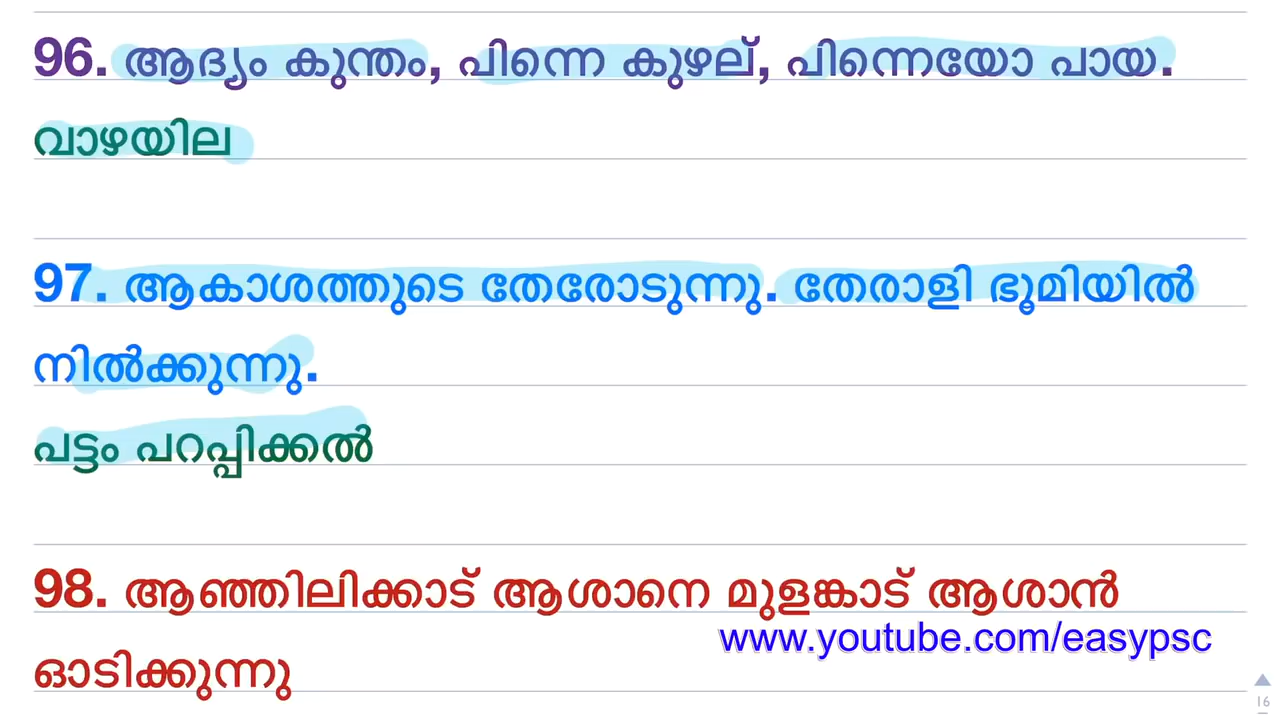 96. ആദ്യം കുന്തം, പിന്നെ കുഴല്, പിന്നെയോ പായ.
വാഴയില
97. ആകാശത്തുടെ തേരോടുന്നു. തേരാളി ഭൂമിയിൽ
നിൽക്കുന്നു.
പട്ടം പറപ്പിക്കൽ
98. ആഞ്ഞിലിക്കാട് ആശാനെ മുളങ്കാട് ആശാൻ
www.youtube.com/easypsc
ഓടിക്കുന്നു
16